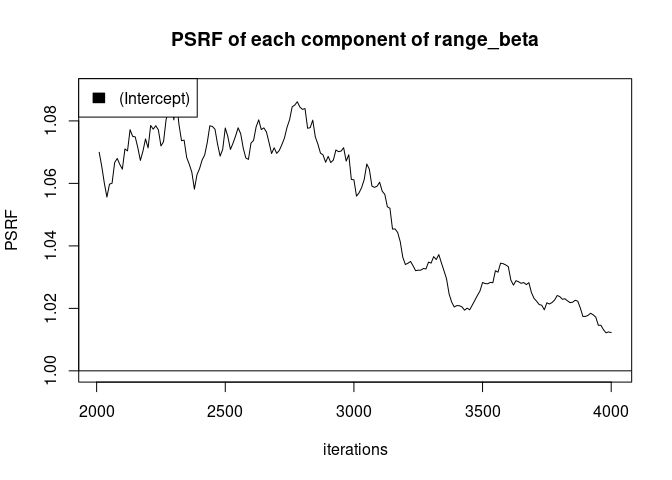 PSRF of each component of range_beta
(Intercept)
PSRF
1.08
1.06
1.04
1.02
1.00
2000 2500 3000 3500 4000
iterations